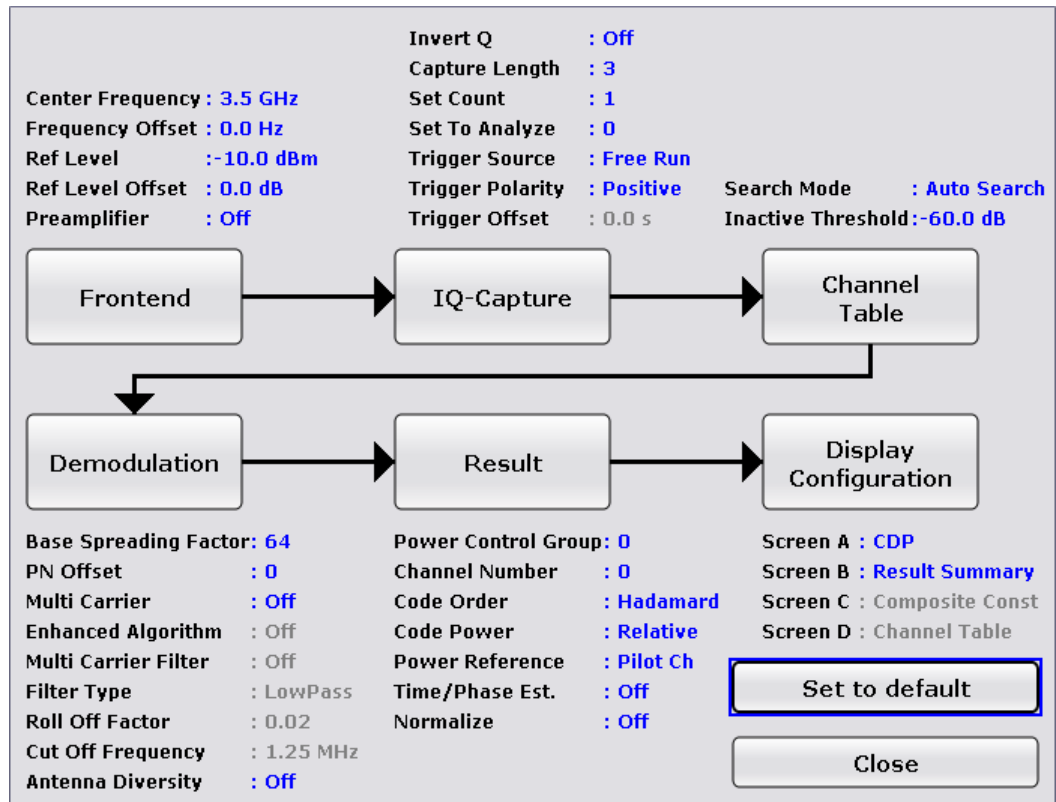 Center Frequency : 3.5 GHz
Frequency Offset : 0.0 Hz
Ref Level :-10.0 dBm
Ref Level Offset : 0.0 dB
Preamplifier : Off
Invert Q : Off
Capture Length : 3
Set Count : 1
Set To Analyze : 0
Trigger Source : Free Run
Trigger Polarity : Positive
Trigger Offset : 0.0 s
Search Mode : Auto Search
Inactive Threshold :-60.0 dB
Frontend
IQ-Capture
Channel
Table
Demodulation
Result
Display
Configuration
Base Spreading Factor: 64
PN Offset : 0
Multi Carrier : Off
Enhanced Algorithm : Off
Multi Carrier Filter : Off
Filter Type : LowPass
Roll Off Factor : 0.02
Cut Off Frequency : 1.25 MHz
Antenna Diversity : Off
Power Control Group: 0
Channel Number : 0
Code Order : Hadamard
Code Power : Relative
Power Reference : Pilot Ch
Time/Phase Est. : Off
Normalize : Off
Screen A : CDP
Screen B : Result Summary
Screen C : Composite Const
Screen D : Channel Table
Set to default
Close